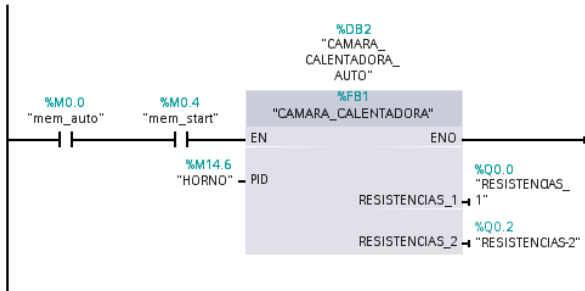 %DB2
"CAMARA_
CALENTADORA_
AUTO"
%M0.0
"mem_auto"
%M0.4
"mem_start"
%FB1
"CAMARA_CALENTADORA"
EN
ENO
%M14.6
"HORNO"
PID
%Q0.0
"RESISTENCIAS_
1"
RESISTENCIAS_1
%Q0.2
RESISTENCIAS_2
"RESISTENCIAS-2"